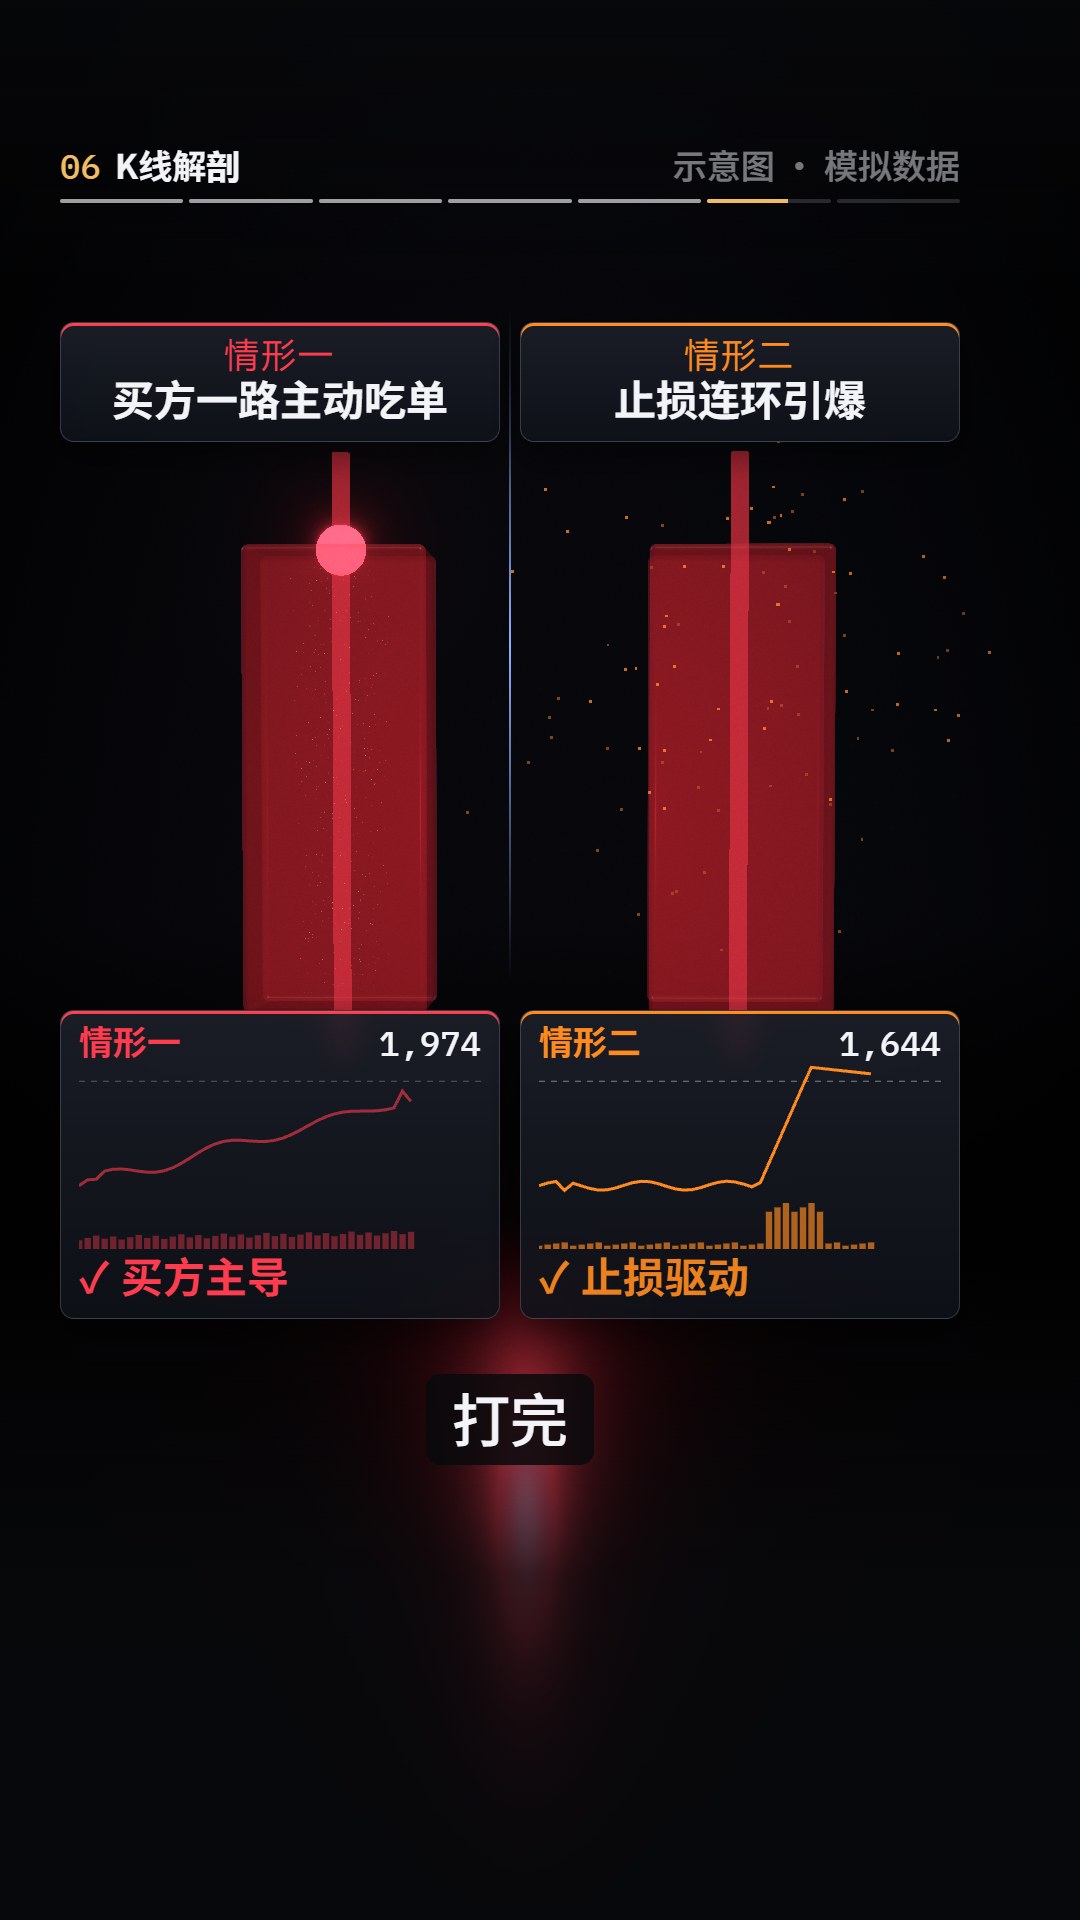 06 K线解剖
示意图 · 模拟数据
情形一
买方一路主动吃单
情形二
止损连环引爆
情形一 1,974
✓ 买方主导
情形二 1,644
✓ 止损驱动
打完